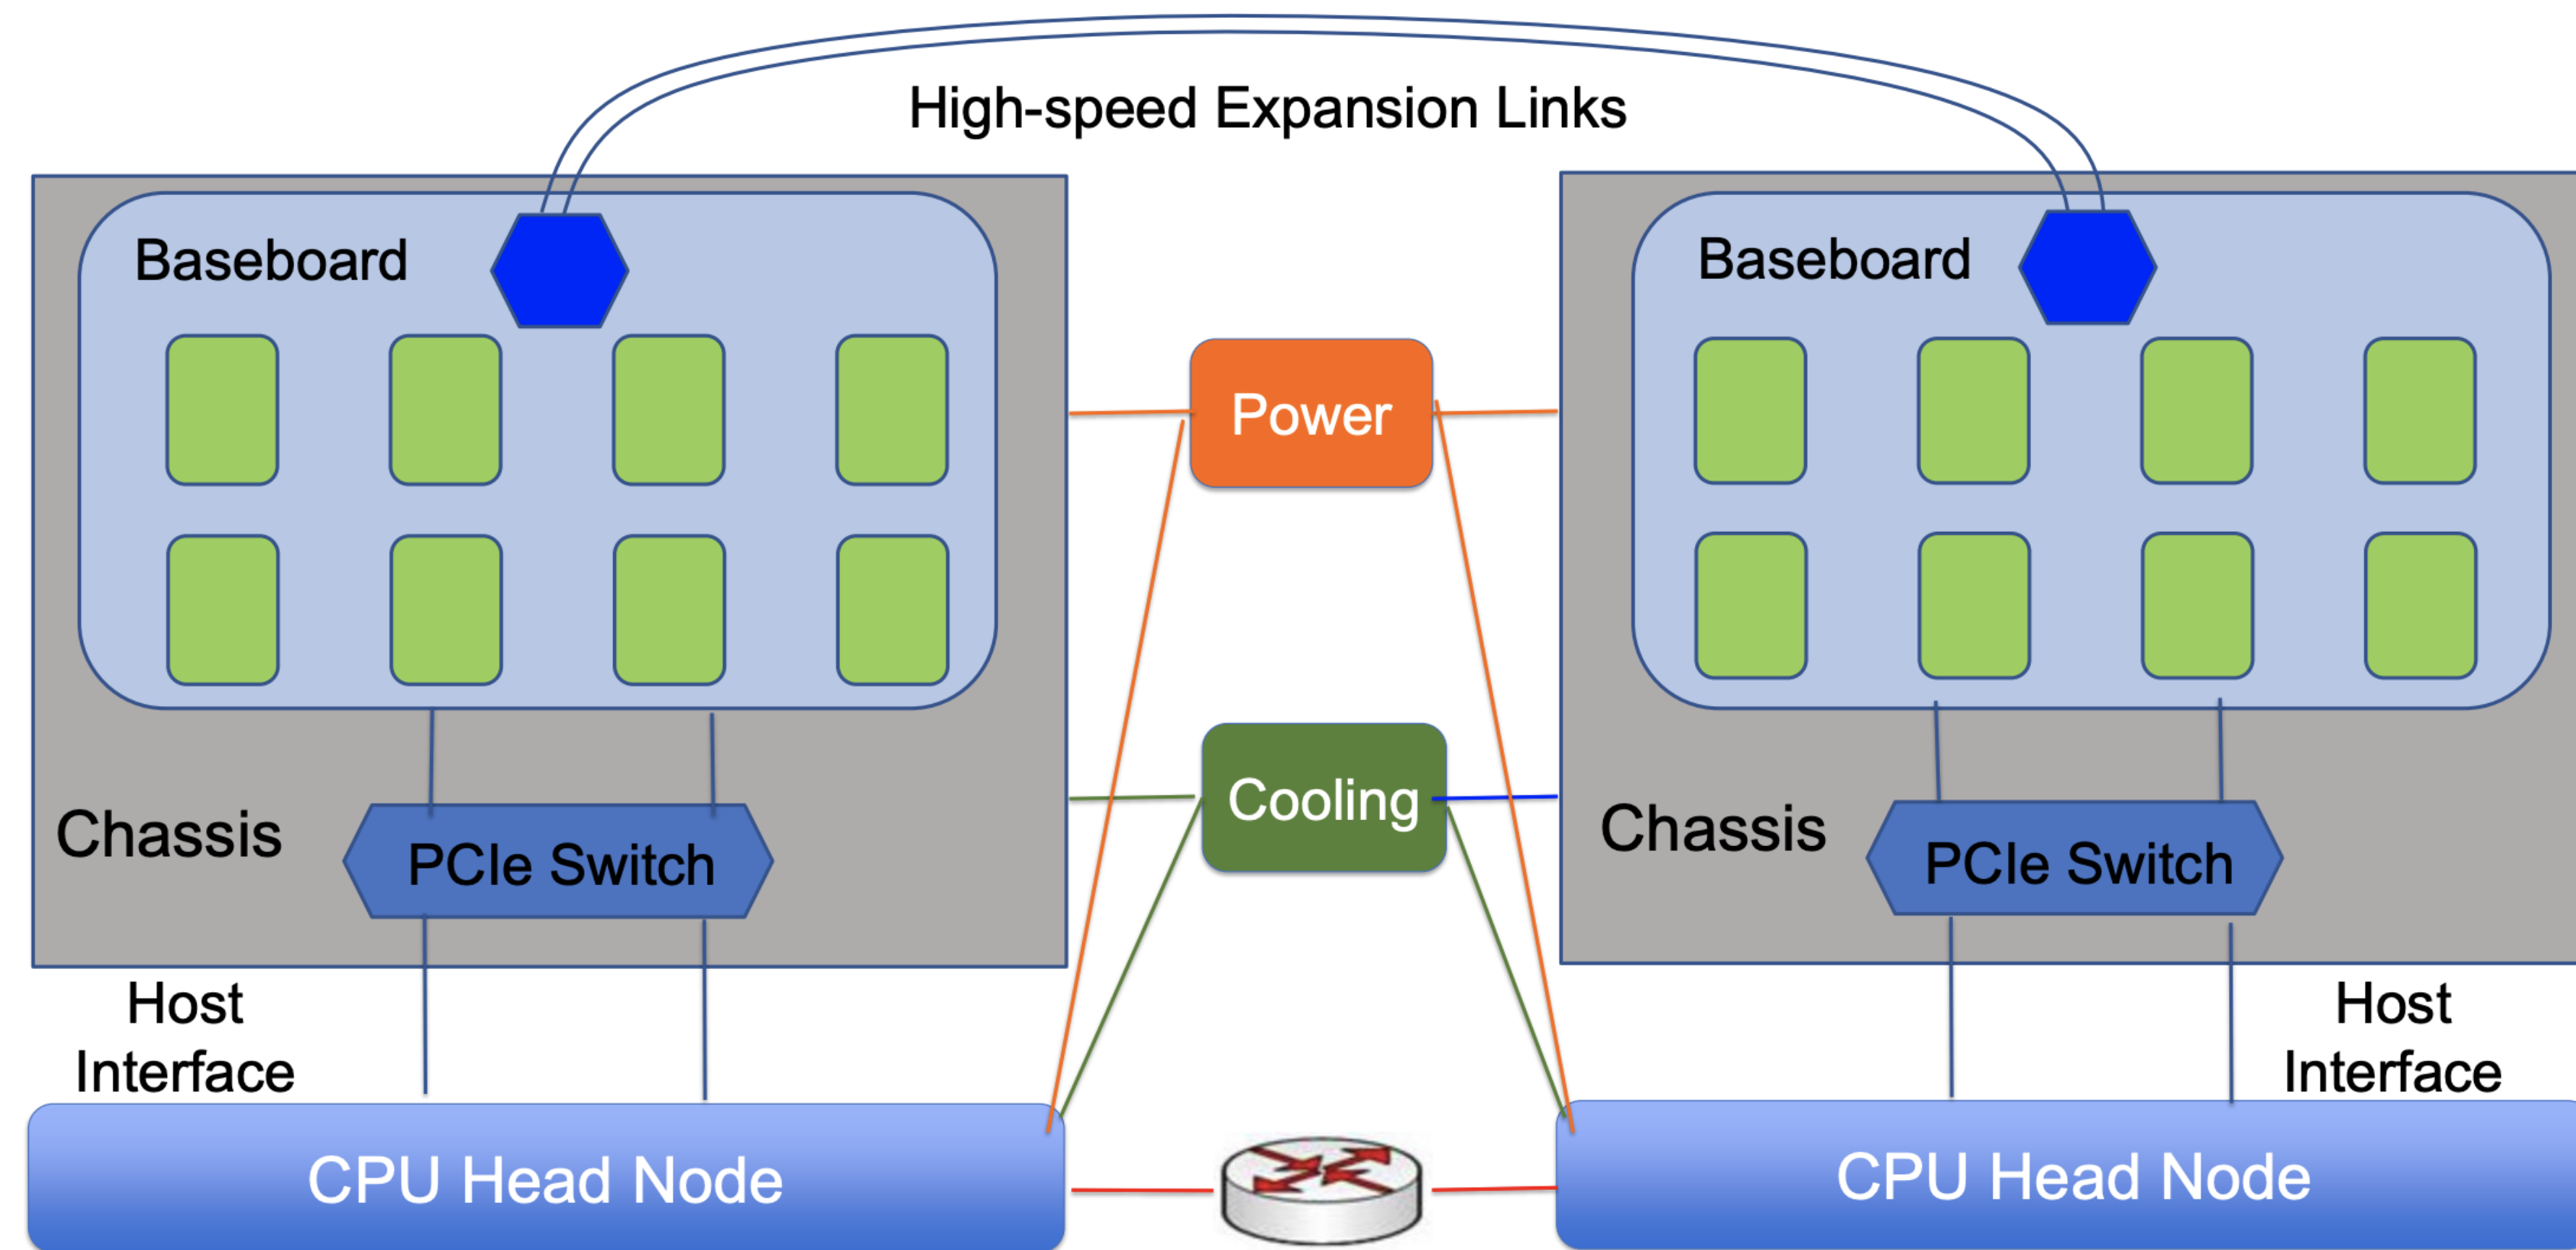 High-speed Expansion Links
Baseboard
Baseboard
Power
Cooling
Chassis
PCIe Switch
Chassis
PCIe Switch
Host
Interface
Host
Interface
CPU Head Node
CPU Head Node